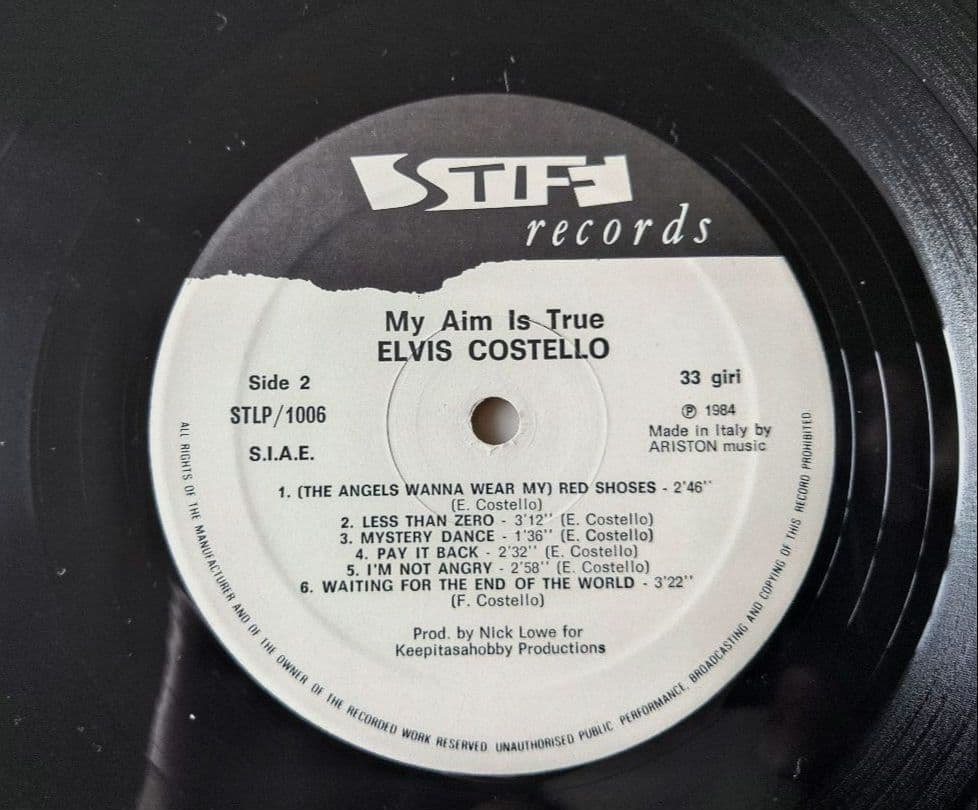 STIFF
records
My Aim Is True
ELVIS COSTELLO
Side 2
33 giri
STLP/1006
℗ 1984
Made in Italy by
ARISTON music
S.I.A.E.
1. (THE ANGELS WANNA WEAR MY) RED SHOSES - 2'46''
(E. Costello)
2. LESS THAN ZERO - 3'12'' (E. Costello)
3. MYSTERY DANCE - 1'36'' (E. Costello)
4. PAY IT BACK - 2'32'' (E. Costello)
5. I'M NOT ANGRY - 2'58'' (E. Costello)
6. WAITING FOR THE END OF THE WORLD - 3'22''
(F. Costello)
Prod. by Nick Lowe for
Keepitasahobby Productions
ALL RIGHTS OF THE MANUFACTURER AND OF THE OWNER OF THE RECORDED WORK RESERVED UNAUTHORISED PUBLIC PERFORMANCE, BROADCASTING AND COPYING OF THIS RECORD PROHIBITED